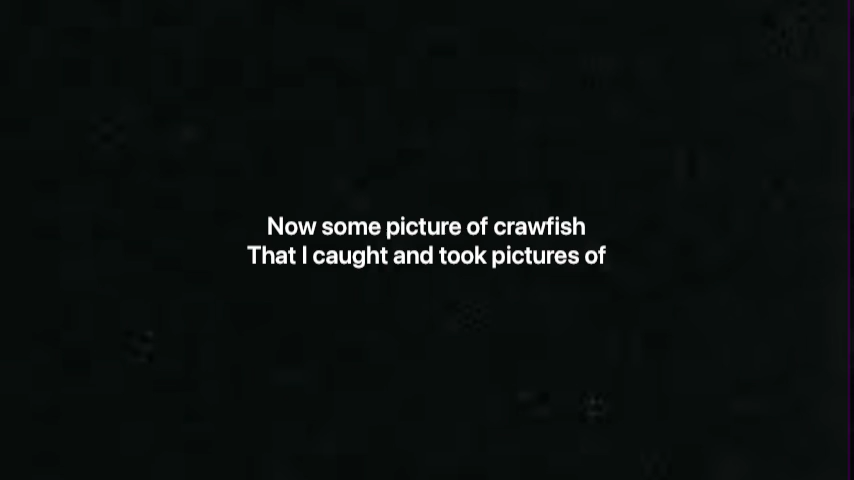 Now some picture of crawfish
That I caught and took pictures of